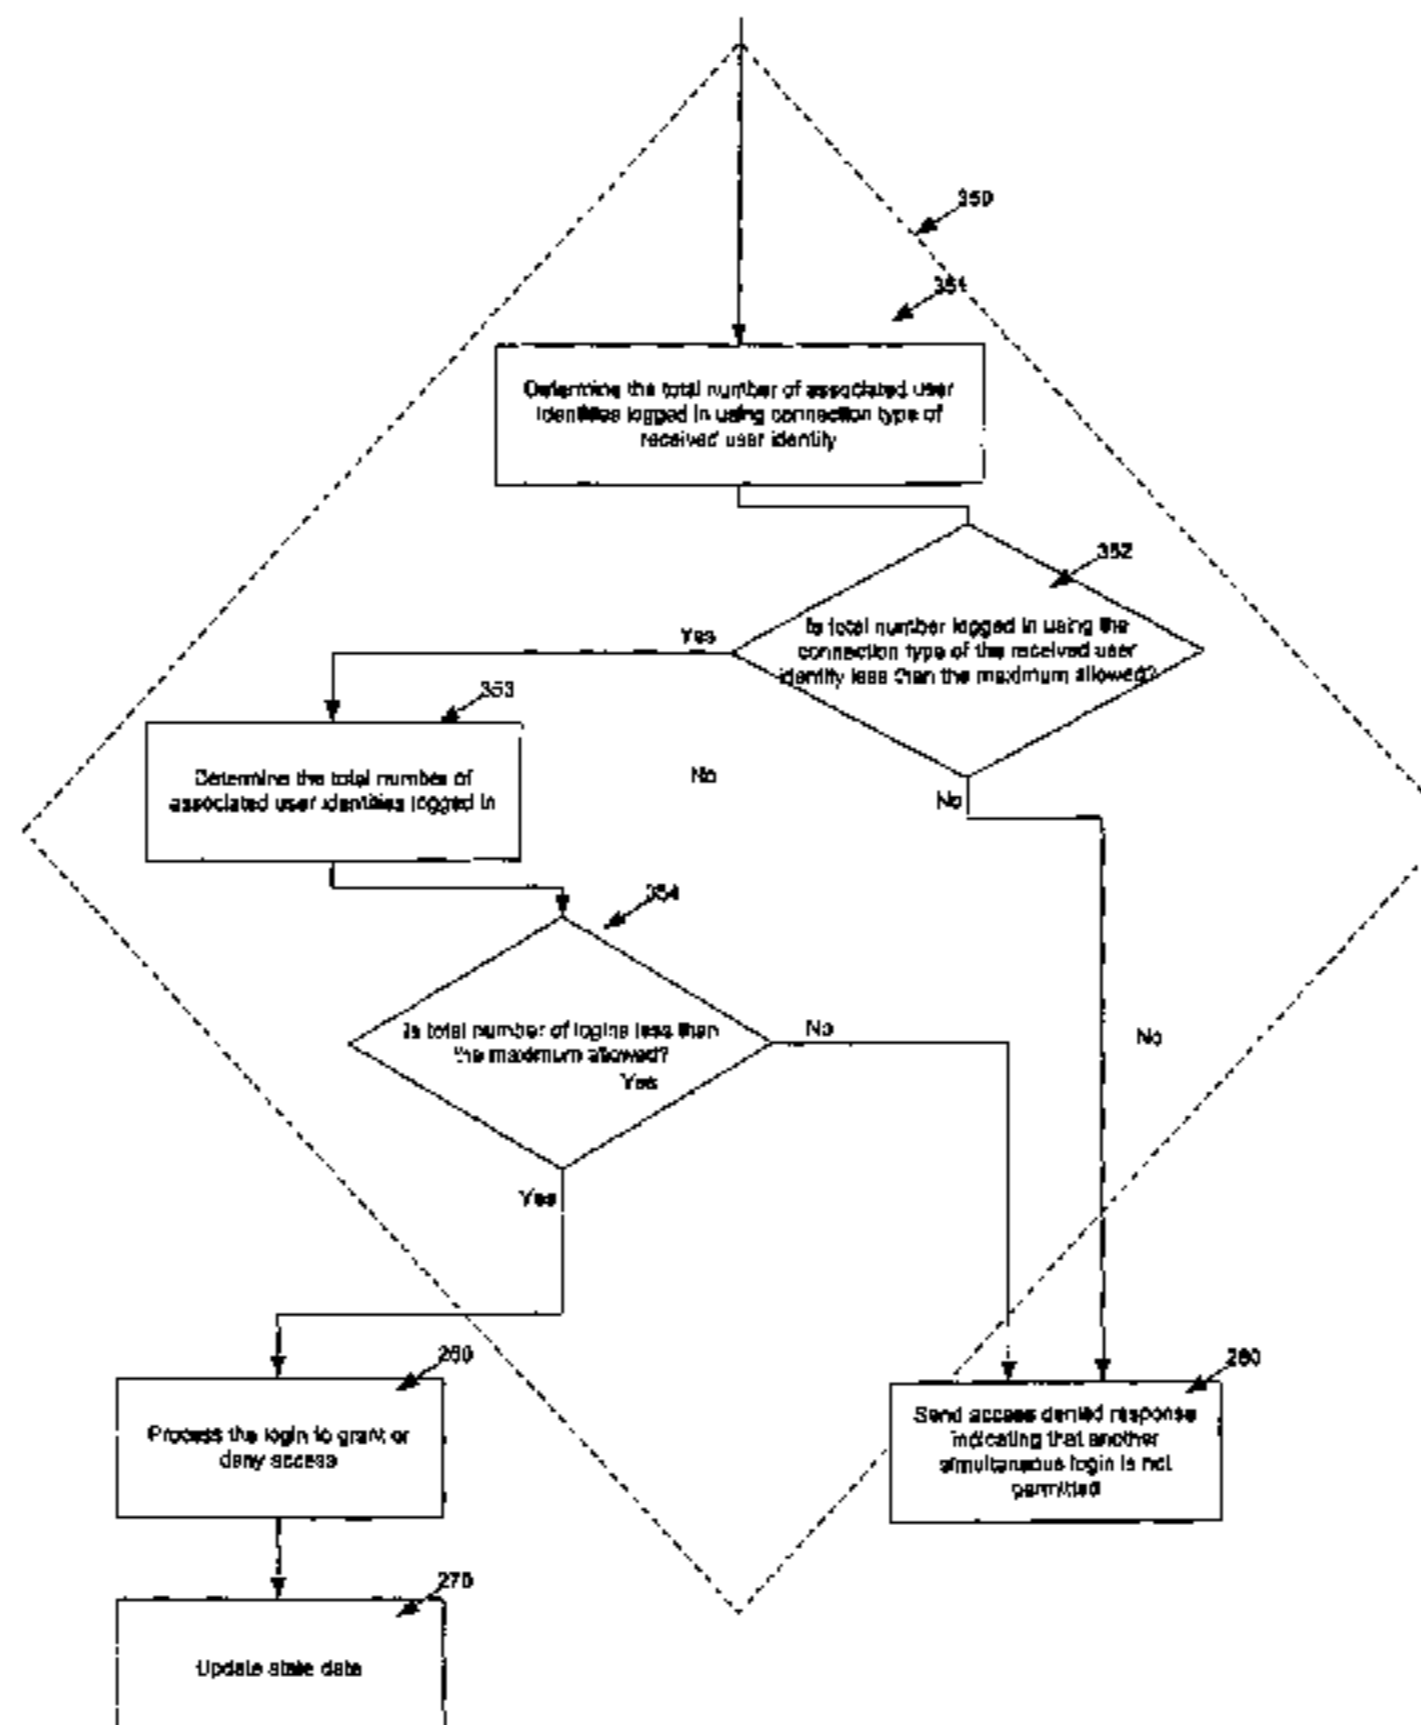 350
351
Determine the total number of associated user
identities logged in using connection type of
received user identity
352
Is total number logged in using the
connection type of the received user
identity less than the maximum allowed?
Yes
353
Determine the total number of
associated user identities logged in
No
No
354
Is total number of logins less than
the maximum allowed?
Yes
No
No
Yes
260
Process the login to grant or
deny access
280
Send access denied response
indicating that another
simultaneous login is not
permitted
270
Update state data